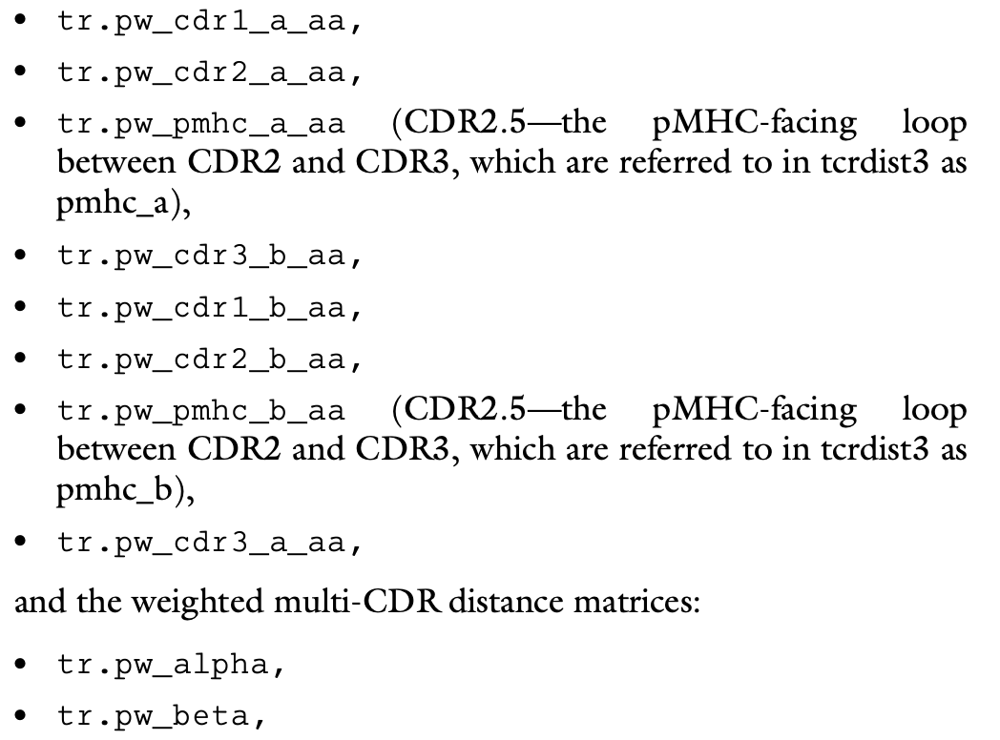 • tr.pw_cdr1_a_aa,
• tr.pw_cdr2_a_aa,
• tr.pw_pmhc_a_aa (CDR2.5—the pMHC-facing loop
between CDR2 and CDR3, which are referred to in tcrdist3 as
pmhc_a),
• tr.pw_cdr3_b_aa,
• tr.pw_cdr1_b_aa,
• tr.pw_cdr2_b_aa,
• tr.pw_pmhc_b_aa (CDR2.5—the pMHC-facing loop
between CDR2 and CDR3, which are referred to in tcrdist3 as
pmhc_b),
• tr.pw_cdr3_a_aa,
and the weighted multi-CDR distance matrices:
• tr.pw_alpha,
• tr.pw_beta,